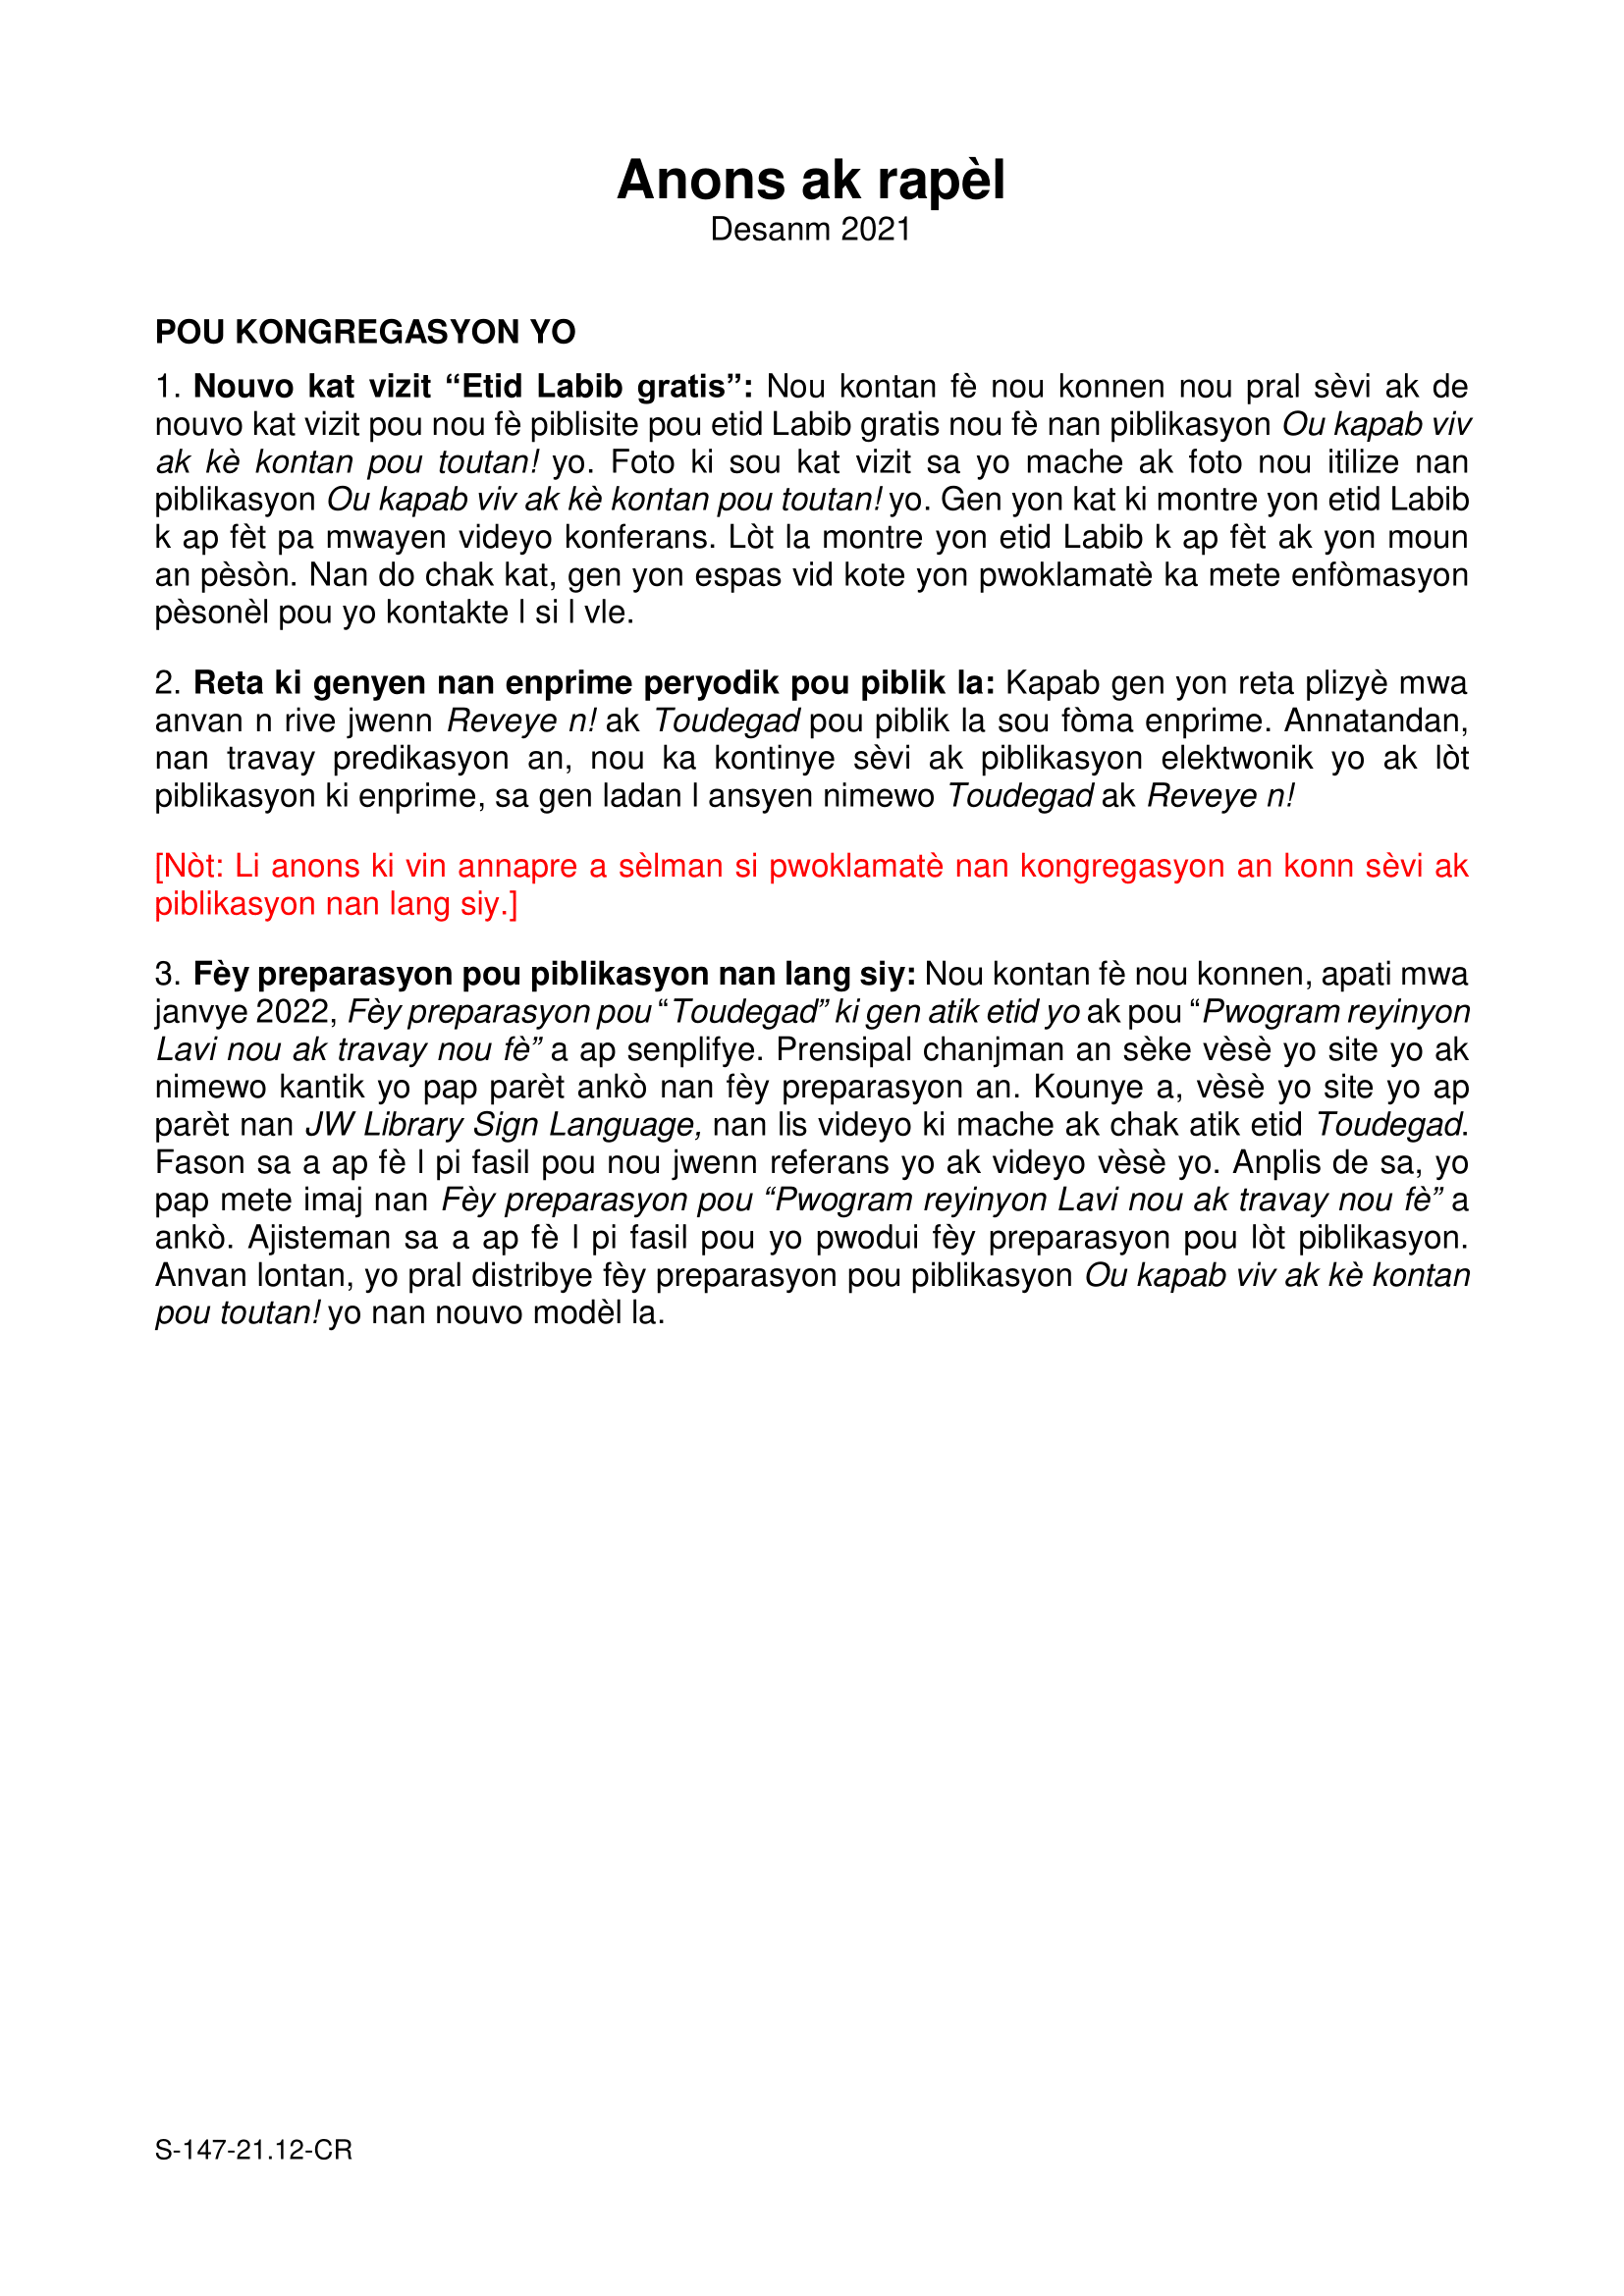 Anons ak rapèl
Desanm 2021
POU KONGREGASYON YO
1. Nouvo kat vizit “Etid Labib gratis”: Nou kontan fè nou konnen nou pral sèvi ak de
nouvo kat vizit pou nou fè piblisite pou etid Labib gratis nou fè nan piblikasyon Ou kapab viv
ak kè kontan pou toutan! yo. Foto ki sou kat vizit sa yo mache ak foto nou itilize nan
piblikasyon Ou kapab viv ak kè kontan pou toutan! yo. Gen yon kat ki montre yon etid Labib
k ap fèt pa mwayen videyo konferans. Lòt la montre yon etid Labib k ap fèt ak yon moun
an pèsòn. Nan do chak kat, gen yon espas vid kote yon pwoklamatè ka mete enfòmasyon
pèsonèl pou yo kontakte l si l vle.
2. Reta ki genyen nan enprime peryodik pou piblik la: Kapab gen yon reta plizyè mwa
anvan n rive jwenn Reveye n! ak Toudegad pou piblik la sou fòma enprime. Annatandan,
nan travay predikasyon an, nou ka kontinye sèvi ak piblikasyon elektwonik yo ak lòt
piblikasyon ki enprime, sa gen ladan l ansyen nimewo Toudegad ak Reveye n!
[Nòt: Li anons ki vin annapre a sèlman si pwoklamatè nan kongregasyon an konn sèvi ak
piblikasyon nan lang siy.]
3. Fèy preparasyon pou piblikasyon nan lang siy: Nou kontan fè nou konnen, apati mwa
janvye 2022, Fèy preparasyon pou “Toudegad” ki gen atik etid yo ak pou “Pwogram reyinyon
Lavi nou ak travay nou fè” a ap senplifye. Prensipal chanjman an sèke vèsè yo site yo ak
nimewo kantik yo pap parèt ankò nan fèy preparasyon an. Kounye a, vèsè yo site yo ap
parèt nan JW Library Sign Language, nan lis videyo ki mache ak chak atik etid Toudegad.
Fason sa a ap fè l pi fasil pou nou jwenn referans yo ak videyo vèsè yo. Anplis de sa, yo
pap mete imaj nan Fèy preparasyon pou “Pwogram reyinyon Lavi nou ak travay nou fè” a
ankò. Ajisteman sa a ap fè l pi fasil pou yo pwodui fèy preparasyon pou lòt piblikasyon.
Anvan lontan, yo pral distribye fèy preparasyon pou piblikasyon Ou kapab viv ak kè kontan
pou toutan! yo nan nouvo modèl la.
S-147-21.12-CR